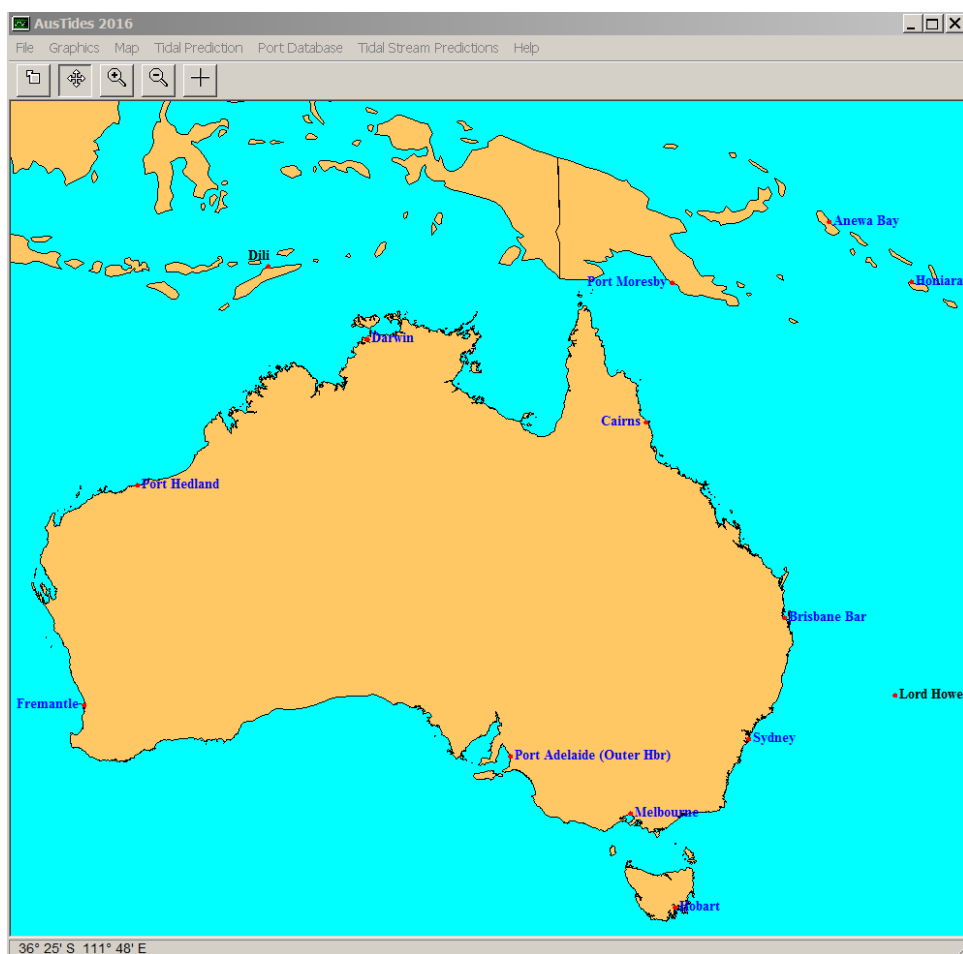 AusTides 2016
File Graphics Map Tidal Prediction Port Database Tidal Stream Predictions Help
Anewa Bay
Dili
Port Moresby
Honiara
Darwin
Cairns
Port Hedland
Brisbane Bar
Lord Howe
Fremantle
Sydney
Port Adelaide (Outer Hbr)
Melbourne
Hobart
36° 25' S 111° 48' E